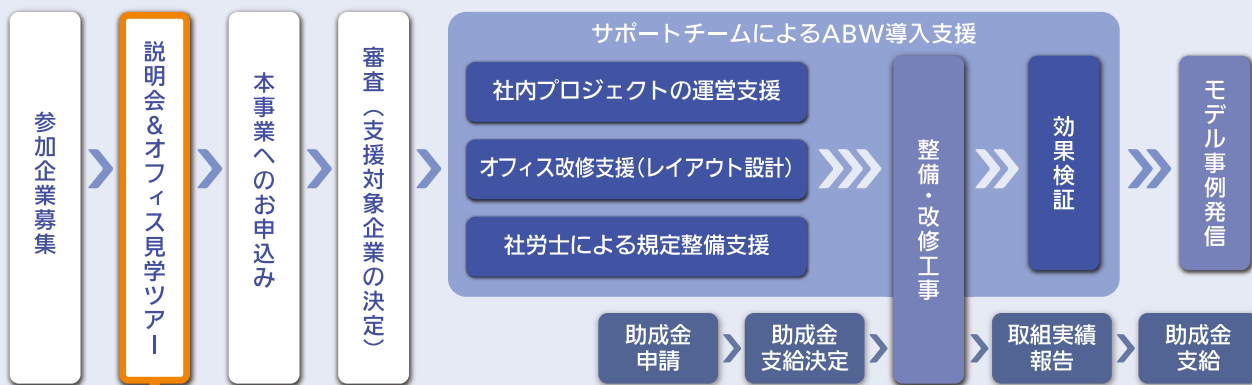 参加企業募集
説明会&オフィス見学ツアー
本事業へのお申込み
審査（支援対象企業の決定）
サポートチームによるABW導入支援
社内プロジェクトの運営支援
オフィス改修支援(レイアウト設計)
社労士による規定整備支援
整備・改修工事
効果検証
モデル事例発信
助成金
申請
助成金
支給決定
取組実績
報告
助成金
支給